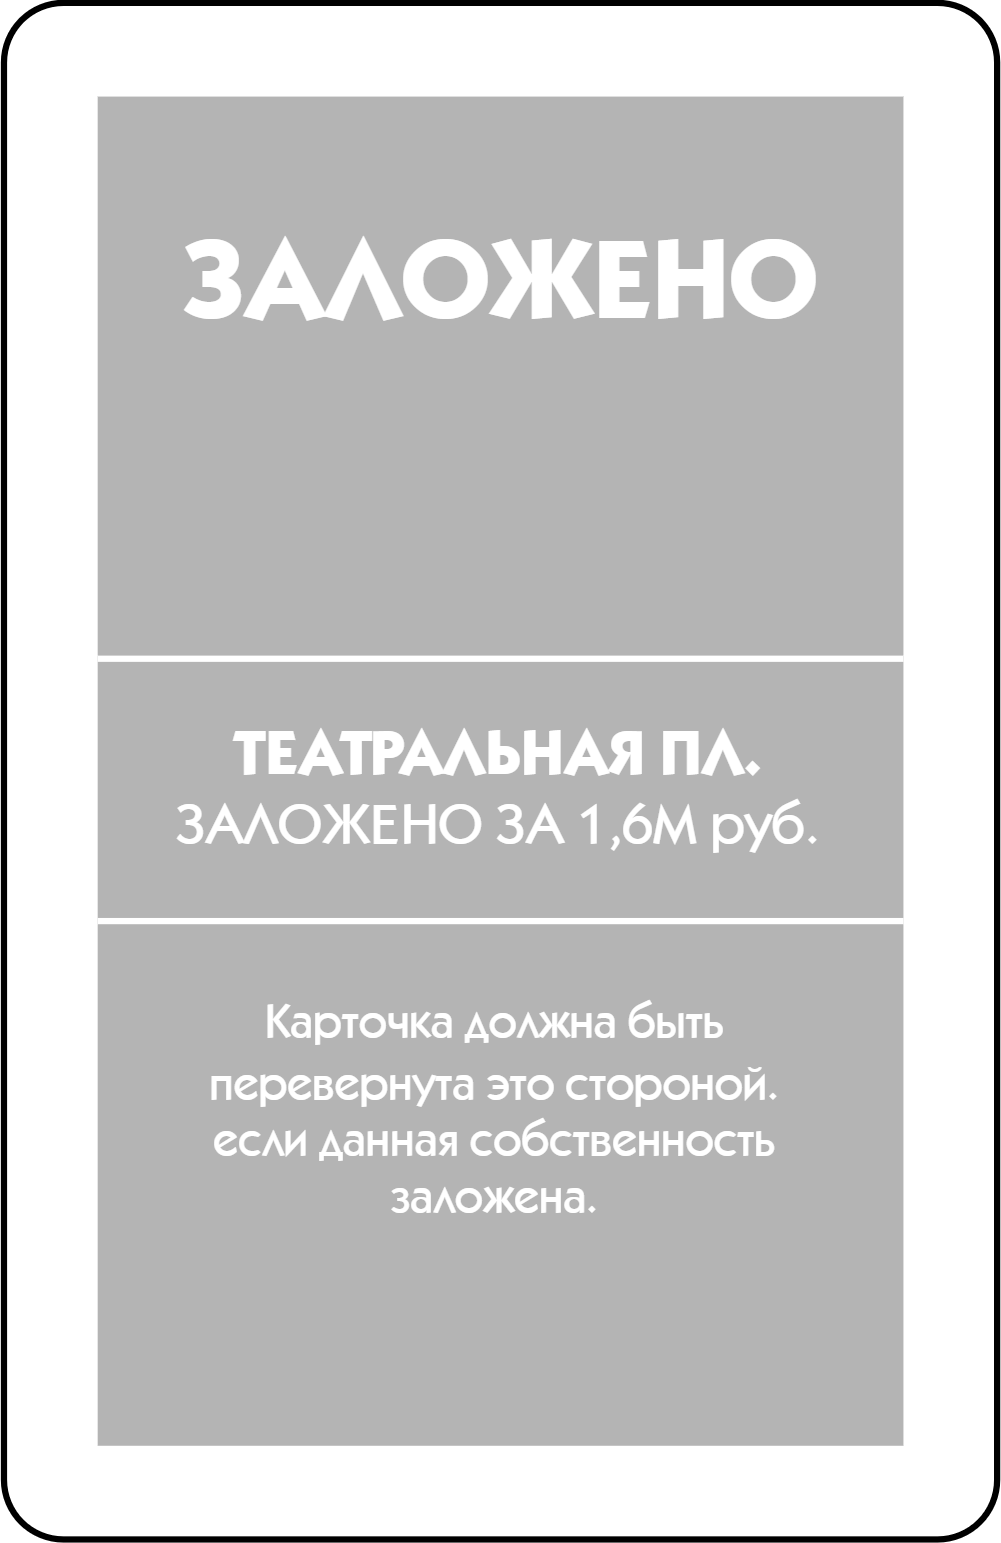 ЗАЛОЖЕНО
ТЕАТРАЛЬНАЯ ПЛ.
ЗАЛОЖЕНО ЗА 1,6М руб.
Карточка должна быть
перевернута это стороной.
если данная собственность
заложена.